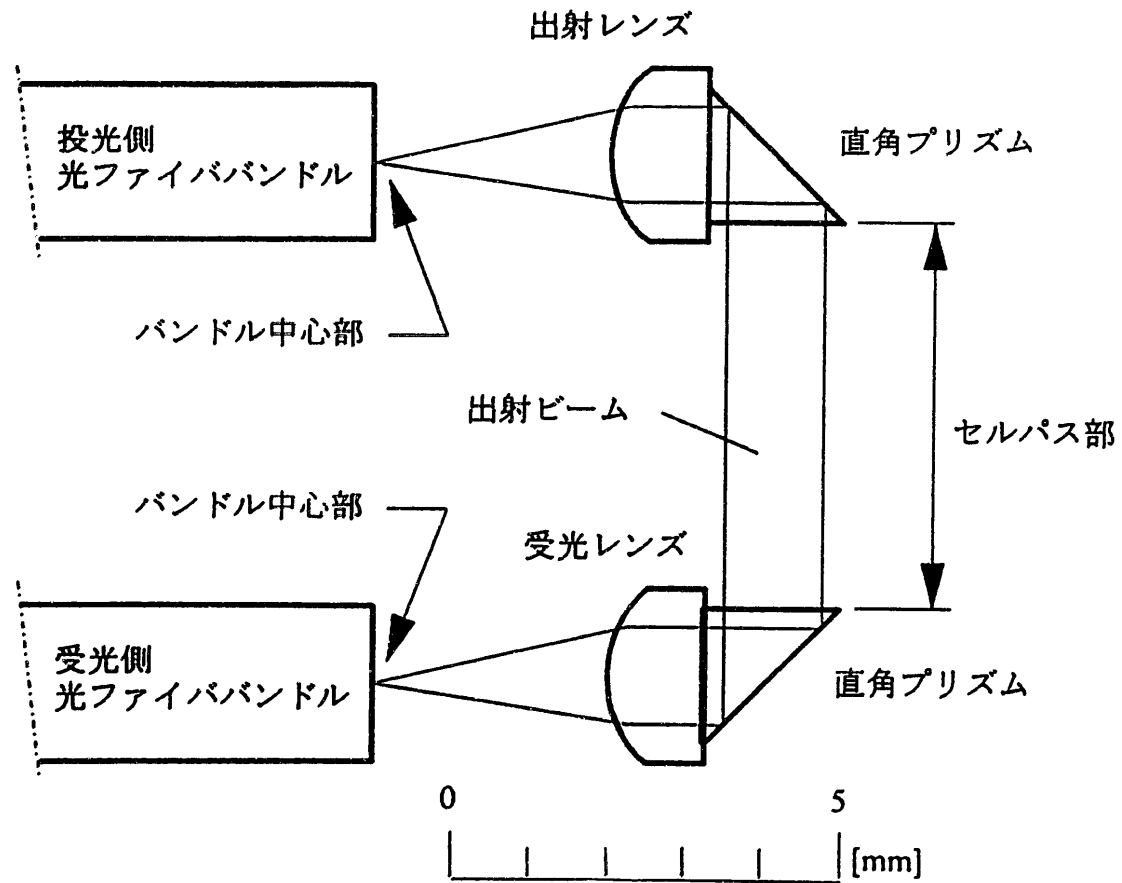 出射レンズ
投光側
光ファイババンドル
直角プリズム
バンドル中心部
出射ビーム
セルパス部
バンドル中心部
受光レンズ
受光側
光ファイババンドル
直角プリズム
0 5
[mm]